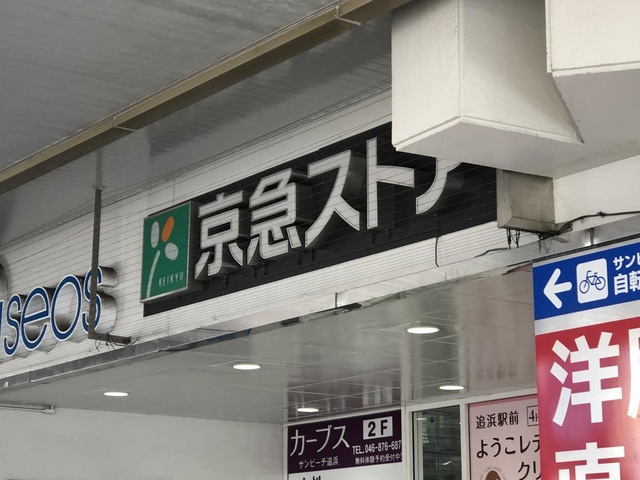 京急ストア
KEIKYU
useos
カーブス 2F
TEL.046-876-687
サンビーチ追浜
無料体験予約受付中!
追浜駅前
ようこレデ
クリ
サンビ
自転
洋